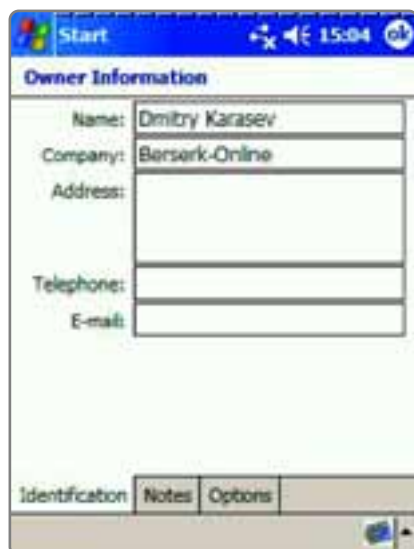 Start 15:04 ok
Owner Information
Name: Dmitry Karasev
Company: Berserk-Online
Address:
Telephone:
E-mail:
Identification Notes Options